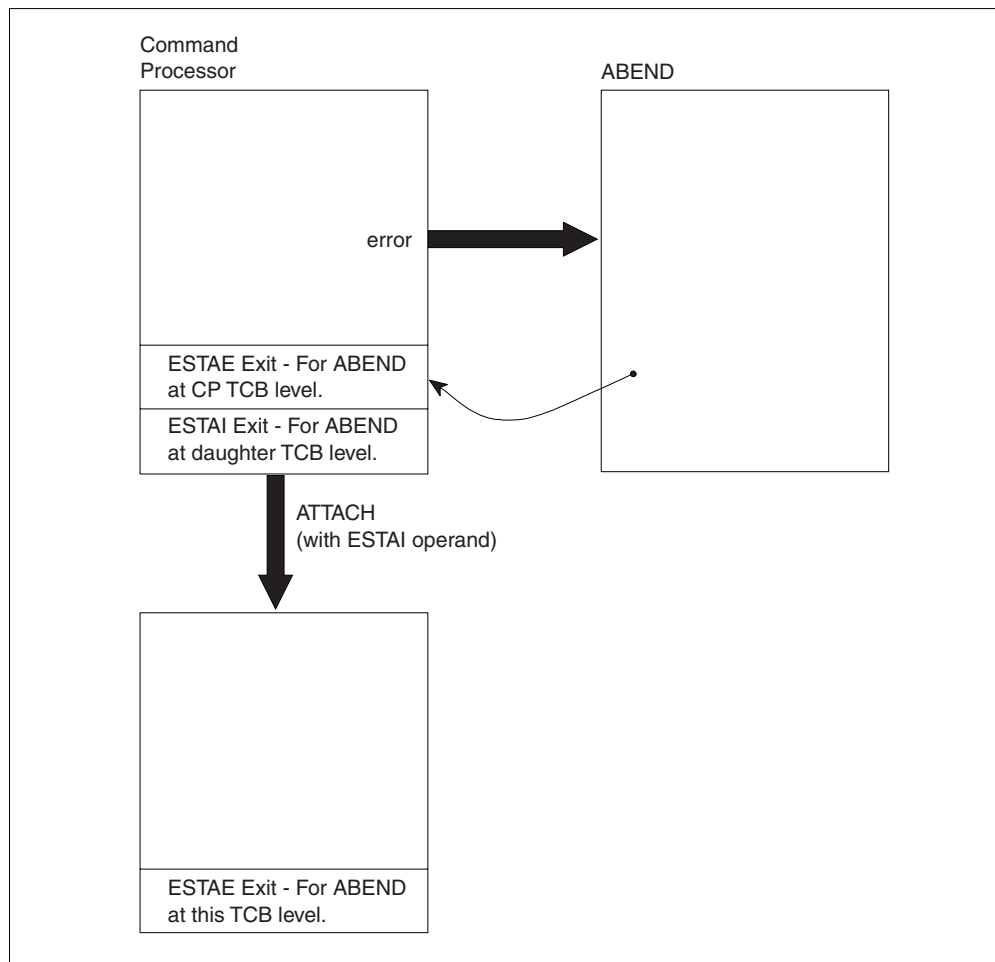 Command
Processor
ABEND
error
ESTAE Exit - For ABEND
at CP TCB level.
ESTAI Exit - For ABEND
at daughter TCB level.
ATTACH
(with ESTAI operand)
ESTAE Exit - For ABEND
at this TCB level.